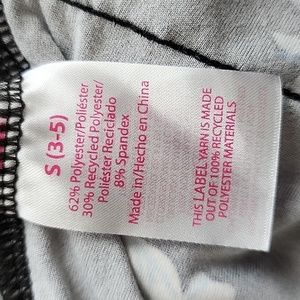 S (3-5)
62% Polyester/Poliéster
30% Recycled Polyester/
Poliéster Reciclado
8% Spandex
Made in/Hecho en China
THIS LABEL YARN IS MADE
OUT OF 100% RECYCLED
POLYESTER MATERIALS